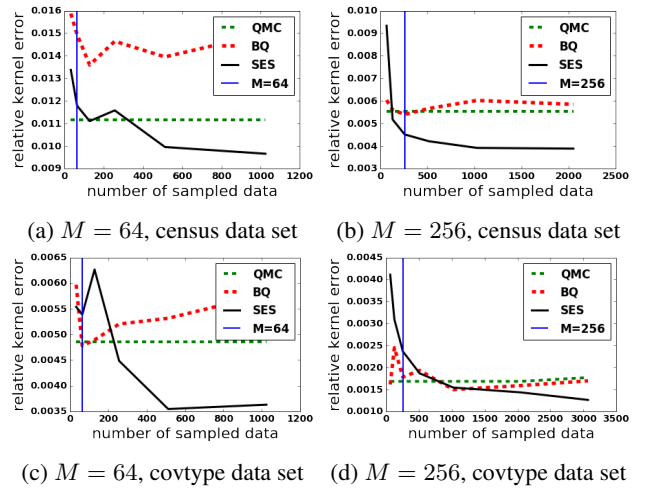 0.016
0.015
0.014
0.013
0.012
0.011
0.010
0.009
relative kernel error
QMC
BQ
SES
M=64
0 200 400 600 800 1000 1200
number of sampled data
(a) M = 64, census data set
0.010
0.009
0.008
0.007
0.006
0.005
0.004
0.003
relative kernel error
QMC
BQ
SES
M=256
0 500 1000 1500 2000 2500
number of sampled data
(b) M = 256, census data set
0.0065
0.0060
0.0055
0.0050
0.0045
0.0040
0.0035
relative kernel error
QMC
BQ
SES
M=64
0 200 400 600 800 1000 1200
number of sampled data
(c) M = 64, covtype data set
0.0045
0.0040
0.0035
0.0030
0.0025
0.0020
0.0015
0.0010
relative kernel error
QMC
BQ
SES
M=256
0 500 1000 1500 2000 2500 3000 3500
number of sampled data
(d) M = 256, covtype data set